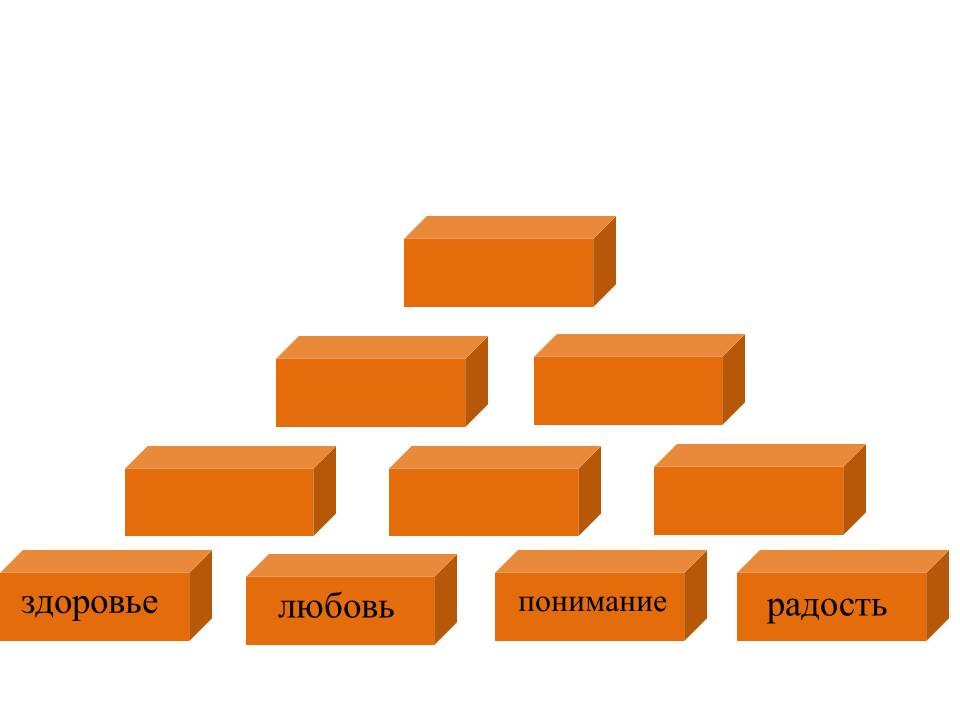 здоровье
любовь
понимание
радость